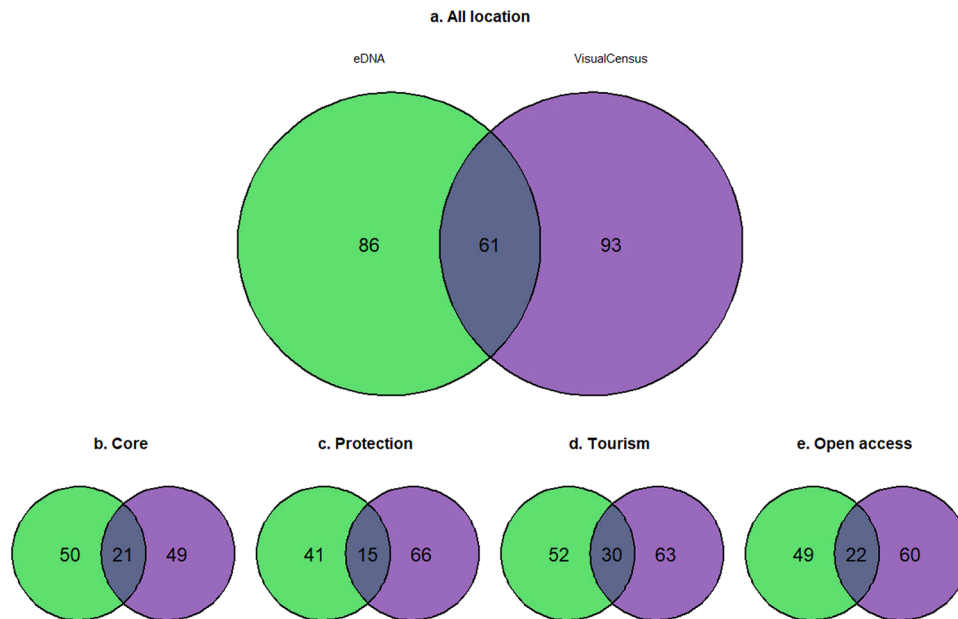 a. All location
eDNA VisualCensus
86 61 93
b. Core c. Protection d. Tourism e. Open access
50 21 49 41 15 66 52 30 63 49 22 60